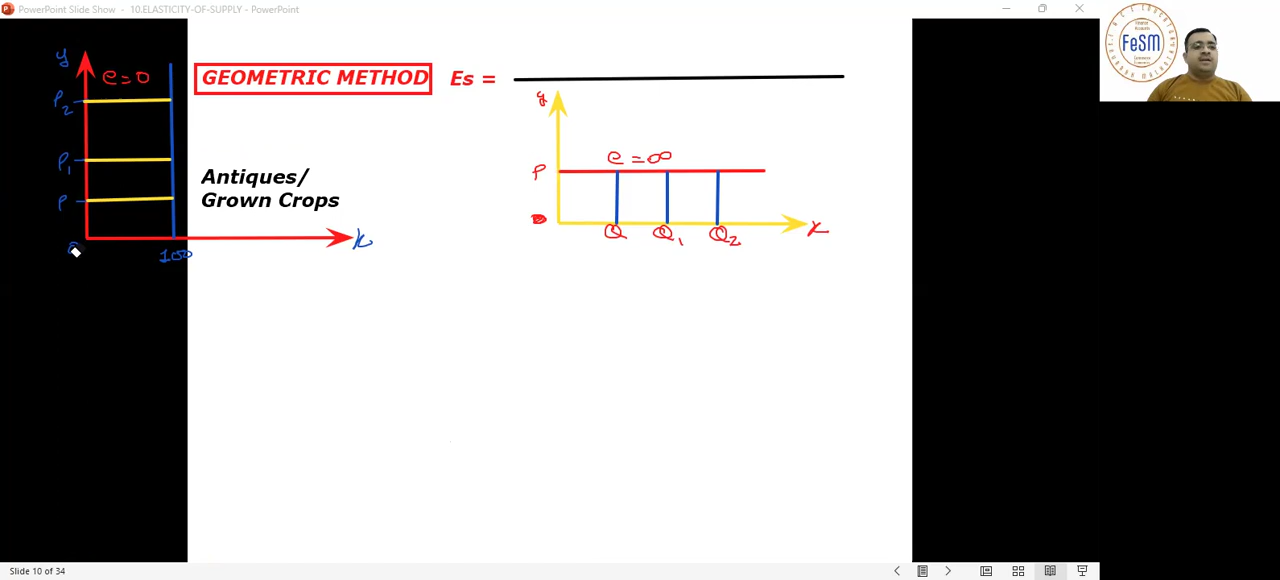 PowerPoint Slide Show - 10.ELASTICITY-OF-SUPPLY - PowerPoint
FeSM
y
e = 0
GEOMETRIC METHOD Es =
P2
y
P1
Antiques/
Grown Crops
e = ∞
P
P
Q Q1 Q2 x
x
100
Slide 10 of 34